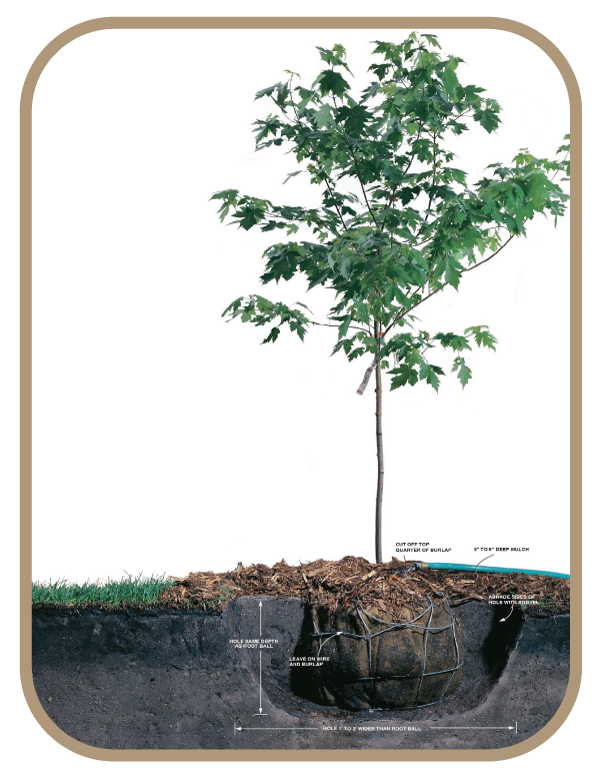 CUT OFF TOP
QUARTER OF BURLAP
3" TO 6" DEEP MULCH
ABRADE SIDES OF
HOLE WITH SHOVEL
HOLE SAME DEPTH
AS ROOT BALL
LEAVE ON WIRE
AND BURLAP
HOLE 1' TO 2' WIDER THAN ROOT BALL